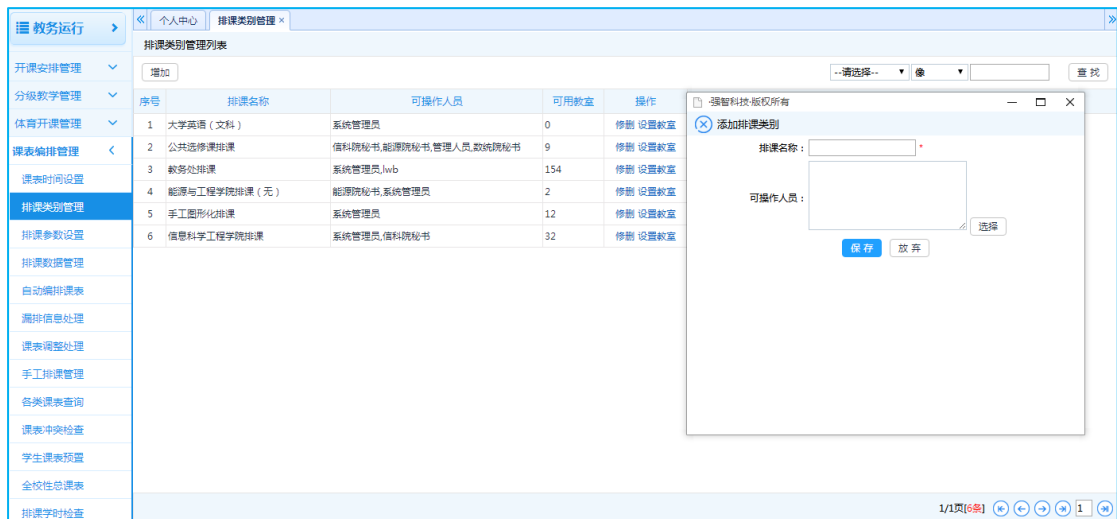 教务运行
开课安排管理
分级教学管理
体育开课管理
课表编排管理
课表时间设置
排课类别管理
排课参数设置
排课数据管理
自动编排课表
漏排信息处理
课表调整处理
手工排课管理
各类课表查询
课表冲突检查
学生课表预置
全校性总课表
排课学时检查
个人中心 排课类别管理 ×
排课类别管理列表
增加 --请选择-- 像 查 找
序号 排课名称 可操作人员 可用教室 操作
1 大学英语（文科） 系统管理员 0 修删 设置教室
2 公共选修课排课 信科院秘书,能源院秘书,管理人员,数统院秘书 9 修删 设置教室
3 教务处排课 系统管理员,lwb 154 修删 设置教室
4 能源与工程学院排课（无） 能源院秘书,系统管理员 2 修删 设置教室
5 手工图形化排课 系统管理员 12 修删 设置教室
6 信息科学工程学院排课 系统管理员,信科院秘书 32 修删 设置教室
·强智科技·版权所有
添加排课类别
排课名称： *
可操作人员：
选择
保 存 放 弃
1/1页[6条] 1